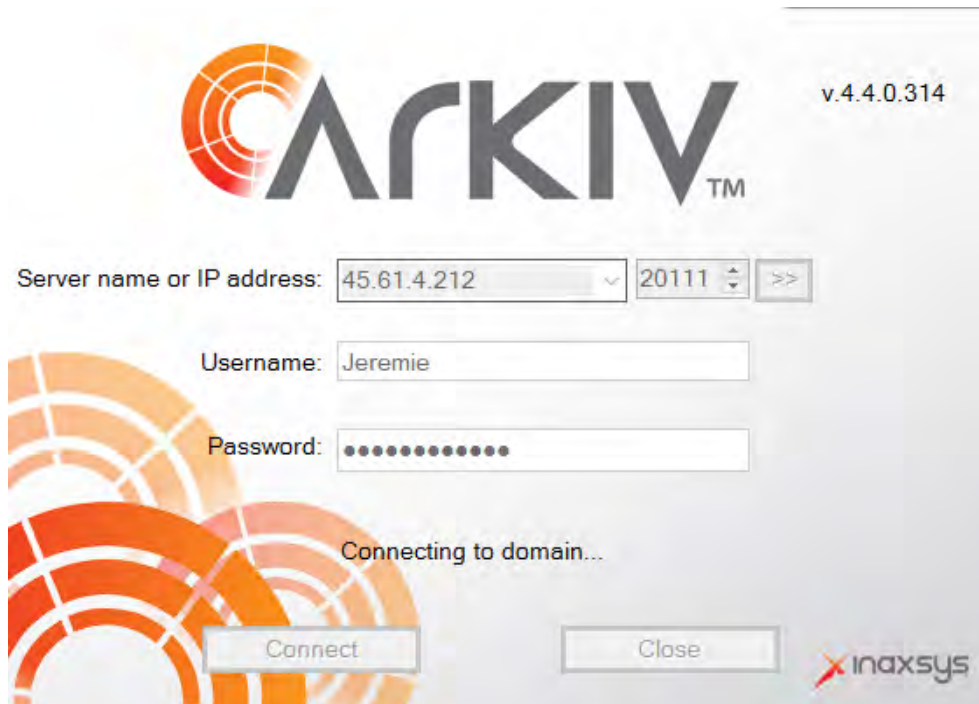 ArKIV TM
v.4.4.0.314
Server name or IP address: 45.61.4.212 20111 >>
Username: Jeremie
Password: ●●●●●●●●●●●●
Connecting to domain...
Connect Close
inaxsys